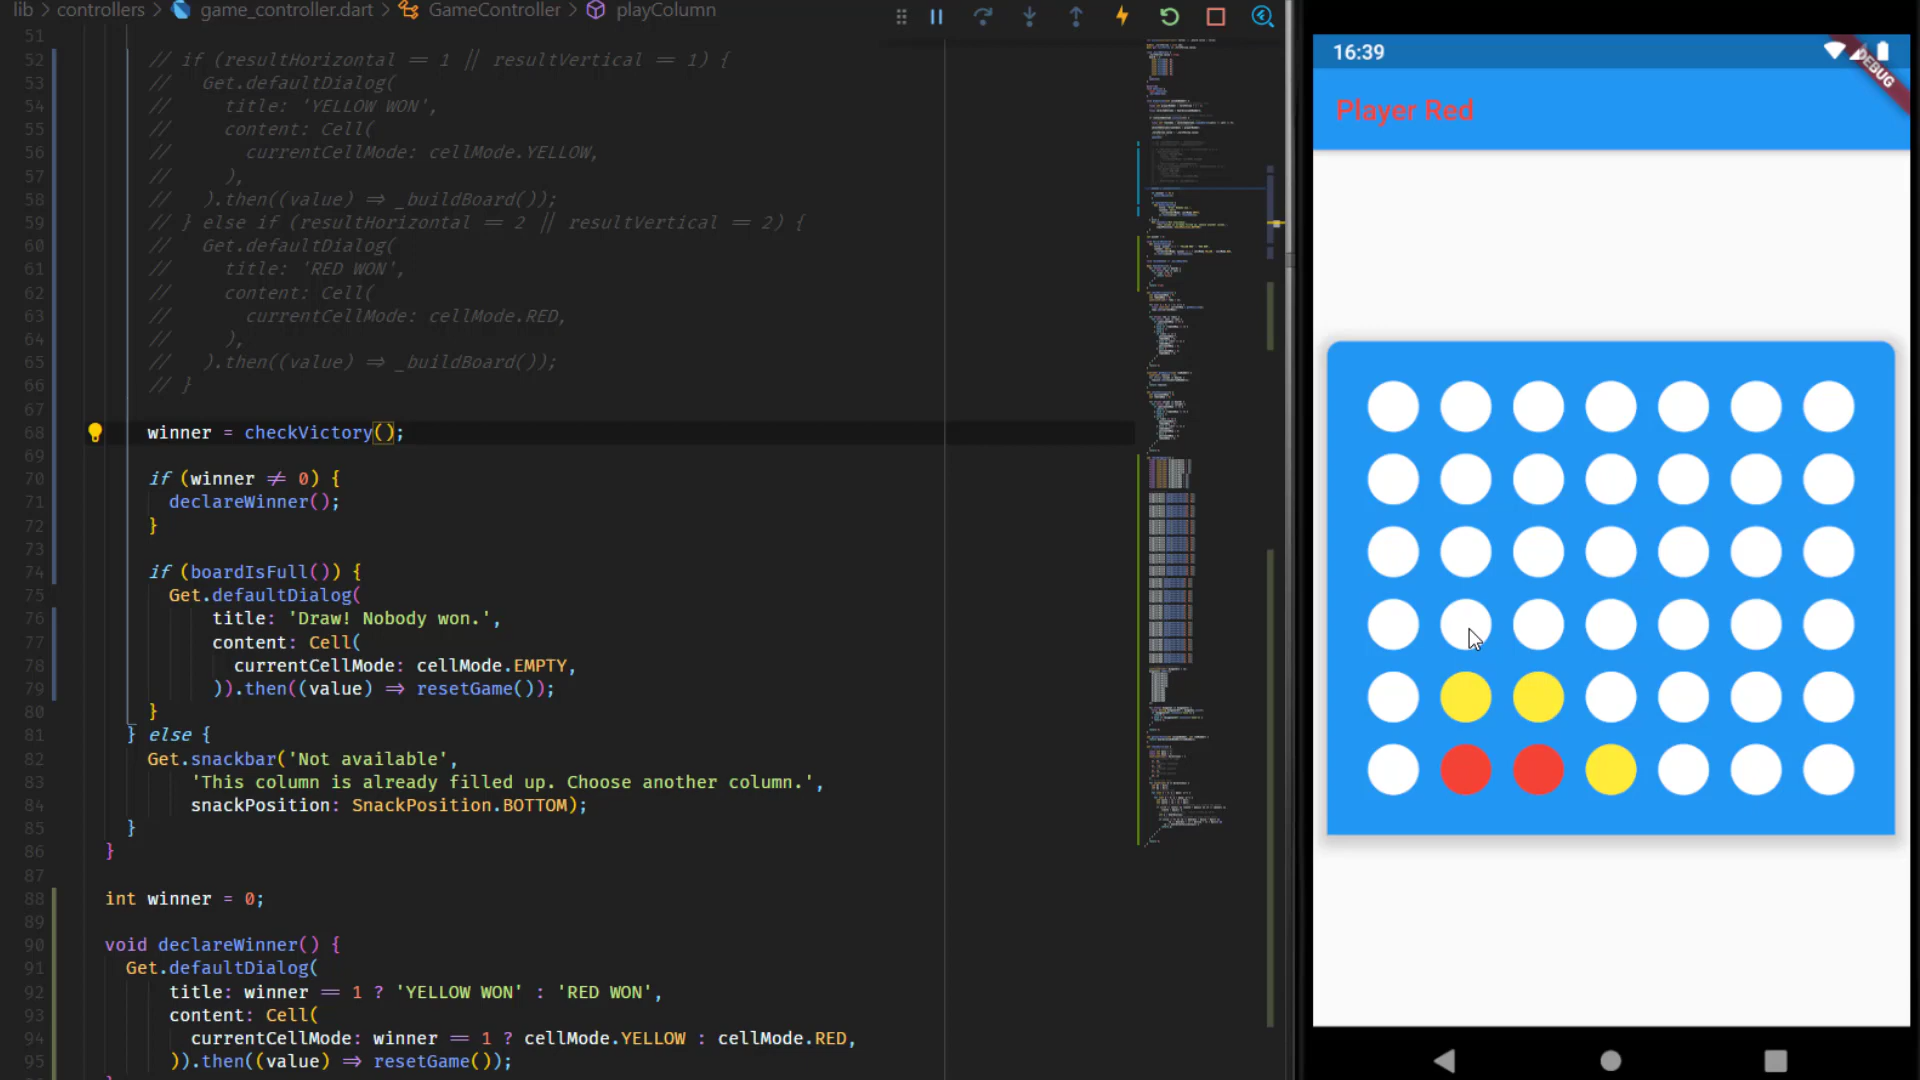 lib > controllers > game_controller.dart > GameController > playColumn
51
52 // if (resultHorizontal == 1 || resultVertical == 1) {
53 //   Get.defaultDialog(
54 //     title: 'YELLOW WON',
55 //     content: Cell(
56 //       currentCellMode: cellMode.YELLOW,
57 //     ),
58 //   ).then((value) => _buildBoard());
59 // } else if (resultHorizontal == 2 || resultVertical == 2) {
60 //   Get.defaultDialog(
61 //     title: 'RED WON',
62 //     content: Cell(
63 //       currentCellMode: cellMode.RED,
64 //     ),
65 //   ).then((value) => _buildBoard());
66 // }
67
68 winner = checkVictory();
69
70 if (winner != 0) {
71   declareWinner();
72 }
73
74 if (boardIsFull()) {
75   Get.defaultDialog(
76       title: 'Draw! Nobody won.',
77       content: Cell(
78         currentCellMode: cellMode.EMPTY,
79       )).then((value) => resetGame());
80 }
81 } else {
82   Get.snackbar('Not available',
83       'This column is already filled up. Choose another column.',
84       snackPosition: SnackPosition.BOTTOM);
85 }
86 }
87
88 int winner = 0;
89
90 void declareWinner() {
91   Get.defaultDialog(
92       title: winner == 1 ? 'YELLOW WON' : 'RED WON',
93       content: Cell(
94         currentCellMode: winner == 1 ? cellMode.YELLOW : cellMode.RED,
95       )).then((value) => resetGame());
16:39
DEBUG
Player Red